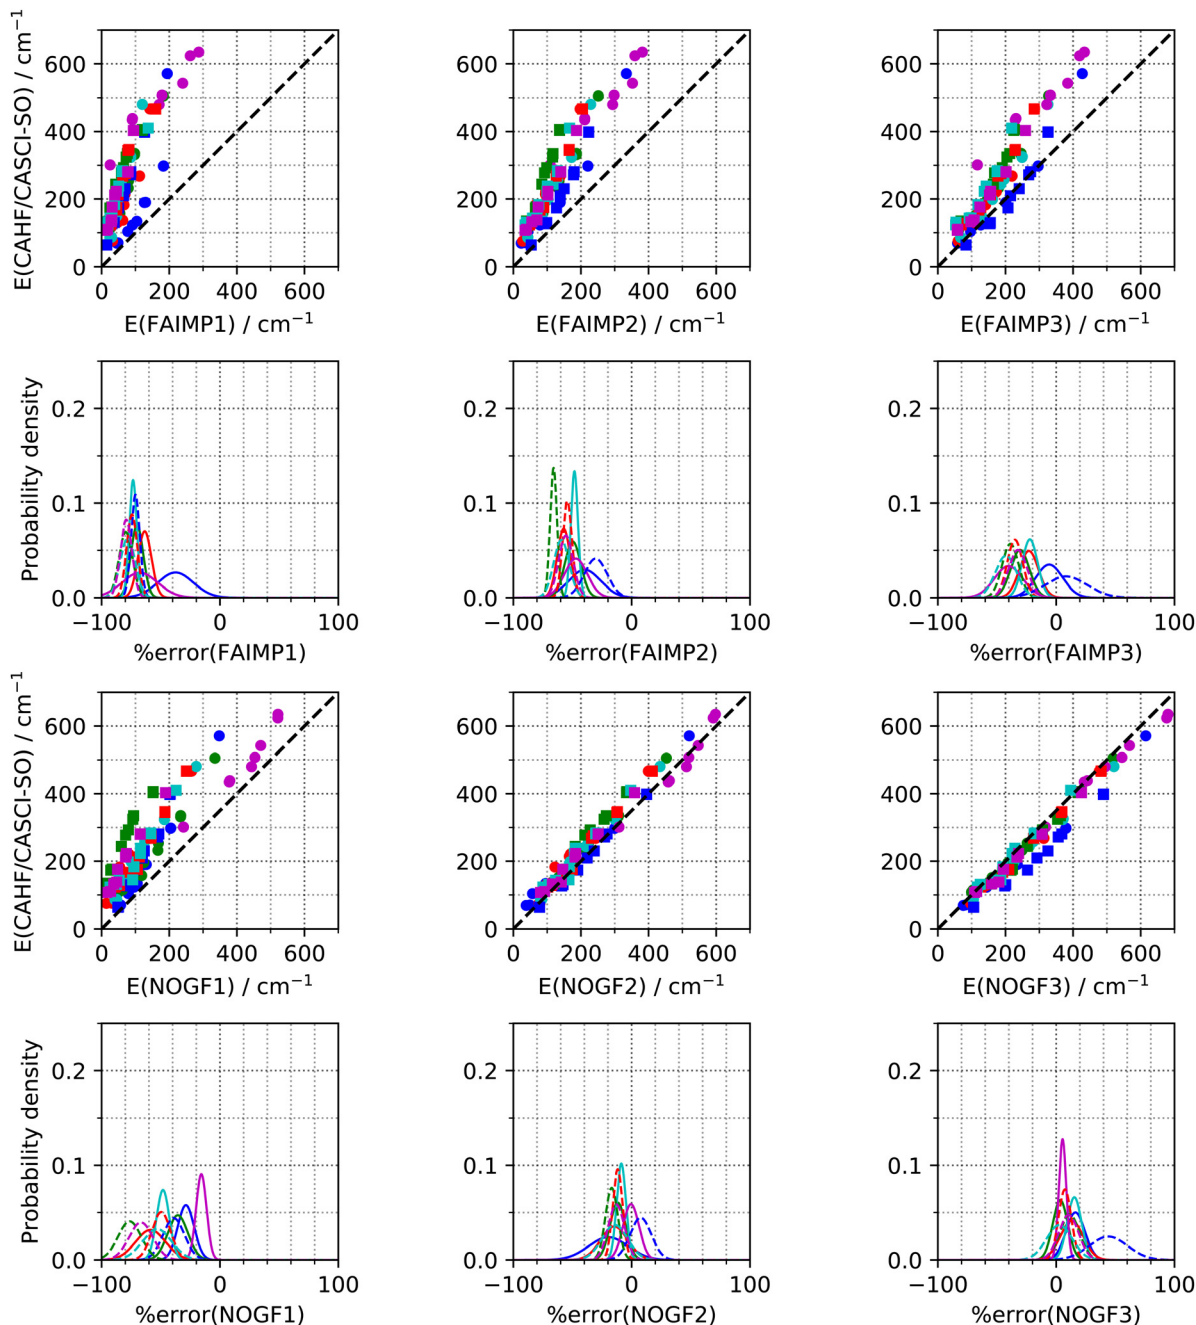 E(CAHF/CASCI-SO) / cm⁻¹
600
400
200
0
0 200 400 600
E(FAIMP1) / cm⁻¹
600
400
200
0
0 200 400 600
E(FAIMP2) / cm⁻¹
600
400
200
0
0 200 400 600
E(FAIMP3) / cm⁻¹
Probability density
0.2
0.1
0.0
−100 0 100
%error(FAIMP1)
0.2
0.1
0.0
−100 0 100
%error(FAIMP2)
0.2
0.1
0.0
−100 0 100
%error(FAIMP3)
E(CAHF/CASCI-SO) / cm⁻¹
600
400
200
0
0 200 400 600
E(NOGF1) / cm⁻¹
600
400
200
0
0 200 400 600
E(NOGF2) / cm⁻¹
600
400
200
0
0 200 400 600
E(NOGF3) / cm⁻¹
Probability density
0.2
0.1
0.0
−100 0 100
%error(NOGF1)
0.2
0.1
0.0
−100 0 100
%error(NOGF2)
0.2
0.1
0.0
−100 0 100
%error(NOGF3)